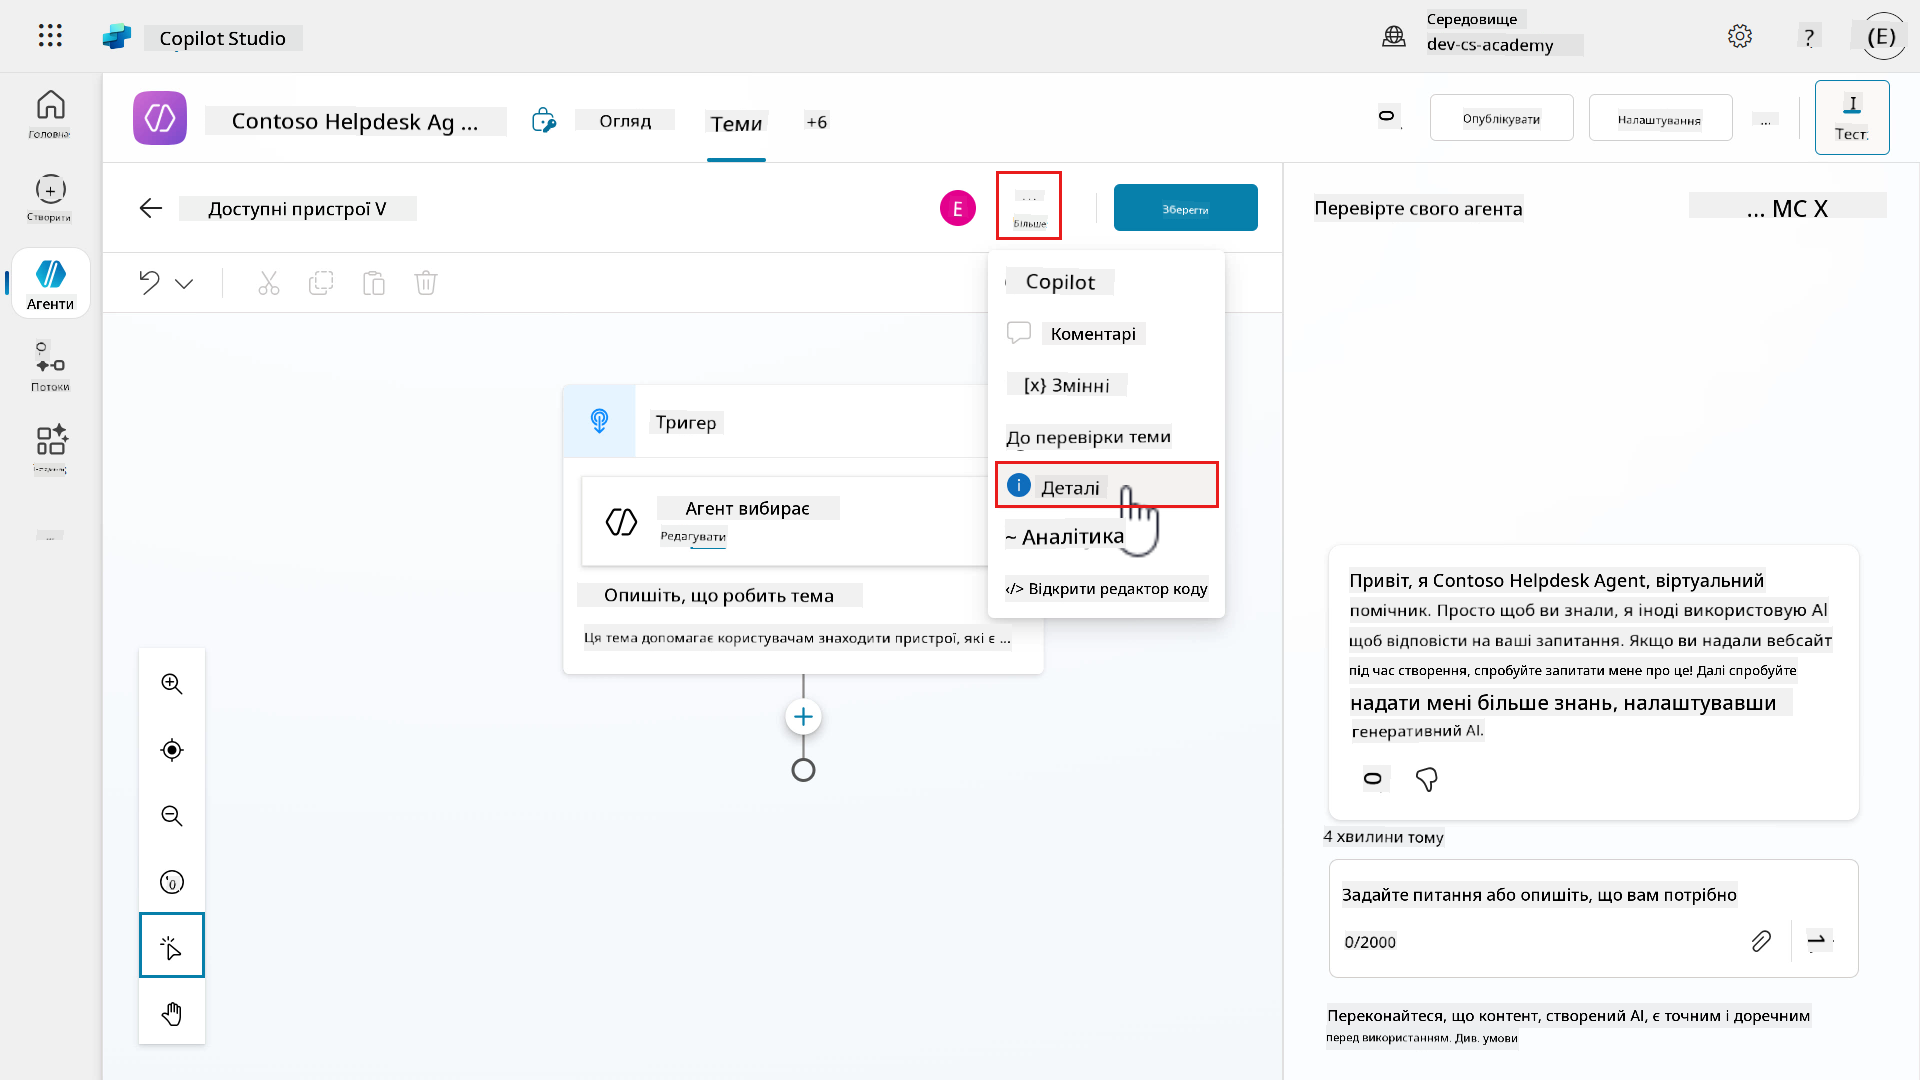 Copilot Studio
Середовище
dev-cs-academy
?
(E)
Головна
Створити
Агенти
Потоки
Contoso Helpdesk Ag ...
Огляд
Теми
+6
Опублікувати
Налаштування
...
Тест
Доступні пристрої V
E
...
Більше
Зберегти
Copilot
Коментарі
[x} Змінні
До перевірки теми
Деталі
~ Аналітика
</> Відкрити редактор коду
Тригер
Агент вибирає
Редагувати
Опишіть, що робить тема
Ця тема допомагає користувачам знаходити пристрої, які є ...
Перевірте свого агента
... МС X
Привіт, я Contoso Helpdesk Agent, віртуальний
помічник. Просто щоб ви знали, я іноді використовую AI
щоб відповісти на ваші запитання. Якщо ви надали вебсайт
під час створення, спробуйте запитати мене про це! Далі спробуйте
надати мені більше знань, налаштувавши
генеративний AI.
4 хвилини тому
Задайте питання або опишіть, що вам потрібно
0/2000
Переконайтеся, що контент, створений AI, є точним і доречним
перед використанням. Див. умови